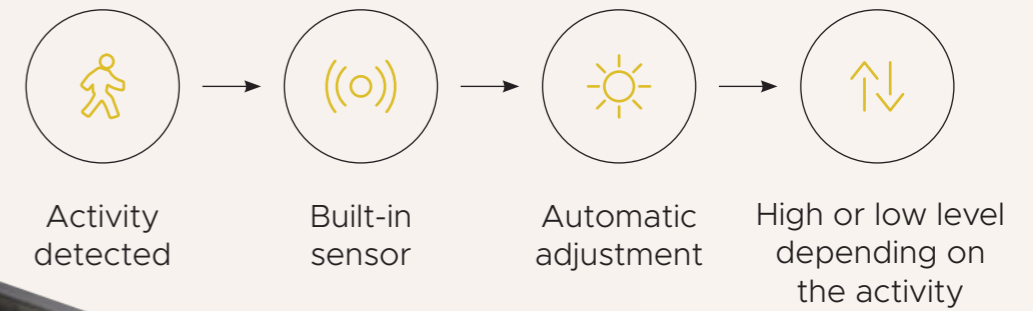 Activity
detected
Built-in
sensor
Automatic
adjustment
High or low level
depending on
the activity